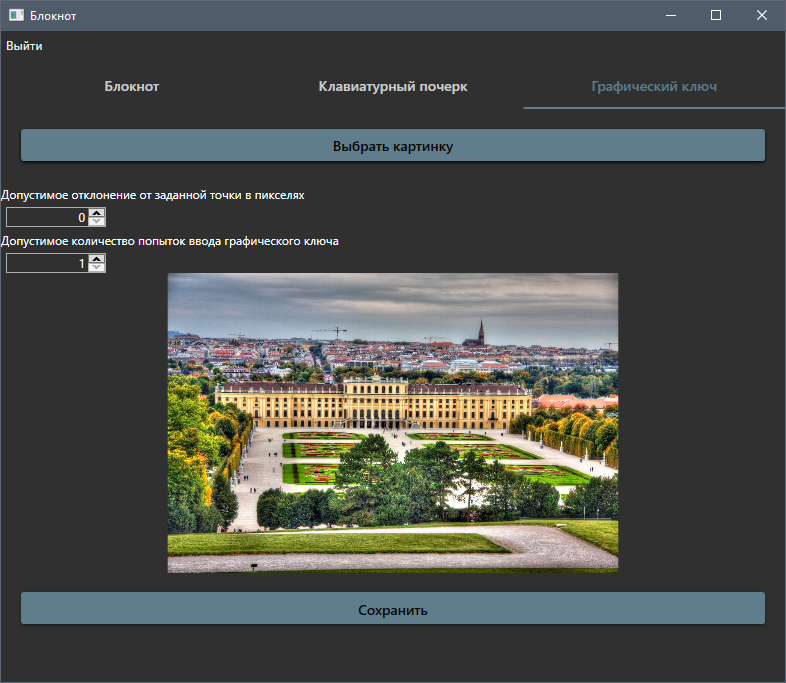 Блокнот
Выйти
Блокнот Клавиатурный почерк Графический ключ
Выбрать картинку
Допустимое отклонение от заданной точки в пикселях
0
Допустимое количество попыток ввода графического ключа
1
Сохранить